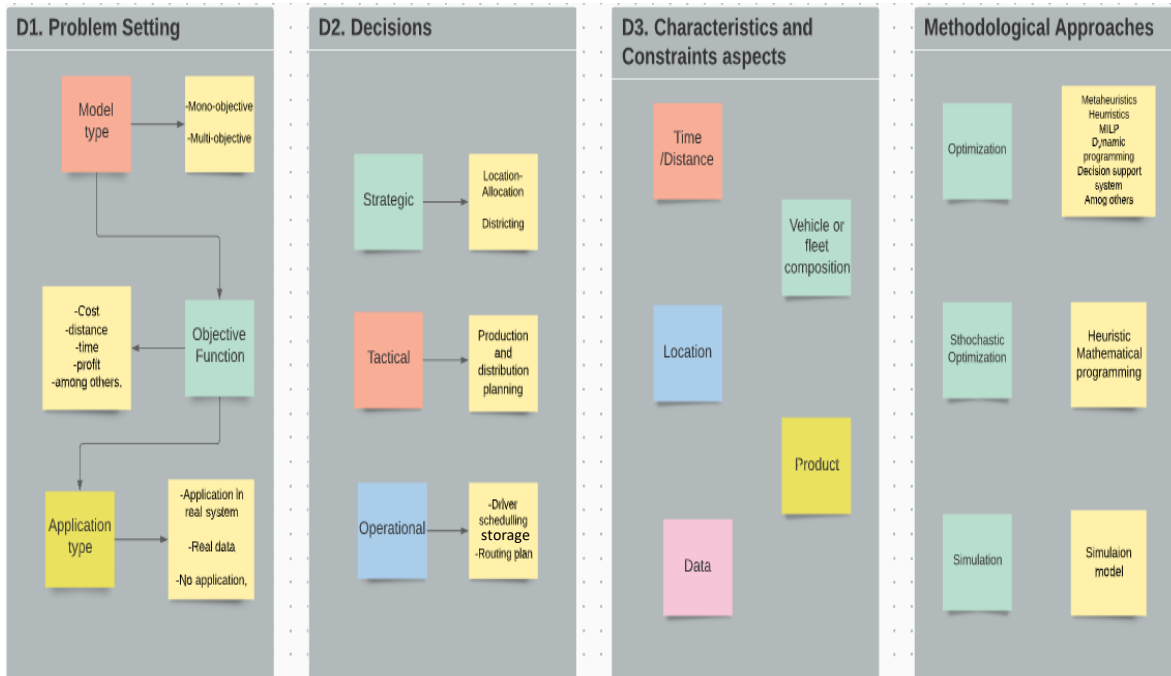 D1. Problem Setting
Model
type
-Mono-objective
-Multi-objective
-Cost
-distance
-time
-profit
-among others,
Objective
Function
Application
type
-Application in
real system
-Real data
-No application,
D2. Decisions
Strategic
Location-
Allocation
Districting
Tactical
Production
and
distribution
planning
Operational
-Driver
schedulling
storage
-Routing plan
D3. Characteristics and
Constraints aspects
Time
/Distance
Vehicle or
fleet
composition
Location
Product
Data
Methodological Approaches
Optimization
Metaheuristics
Heurristics
MILP
Dynamic
programming
Decision support
system
Amog others
Sthochastic
Optimization
Heuristic
Mathematical
programming
Simulation
Simulaion
model